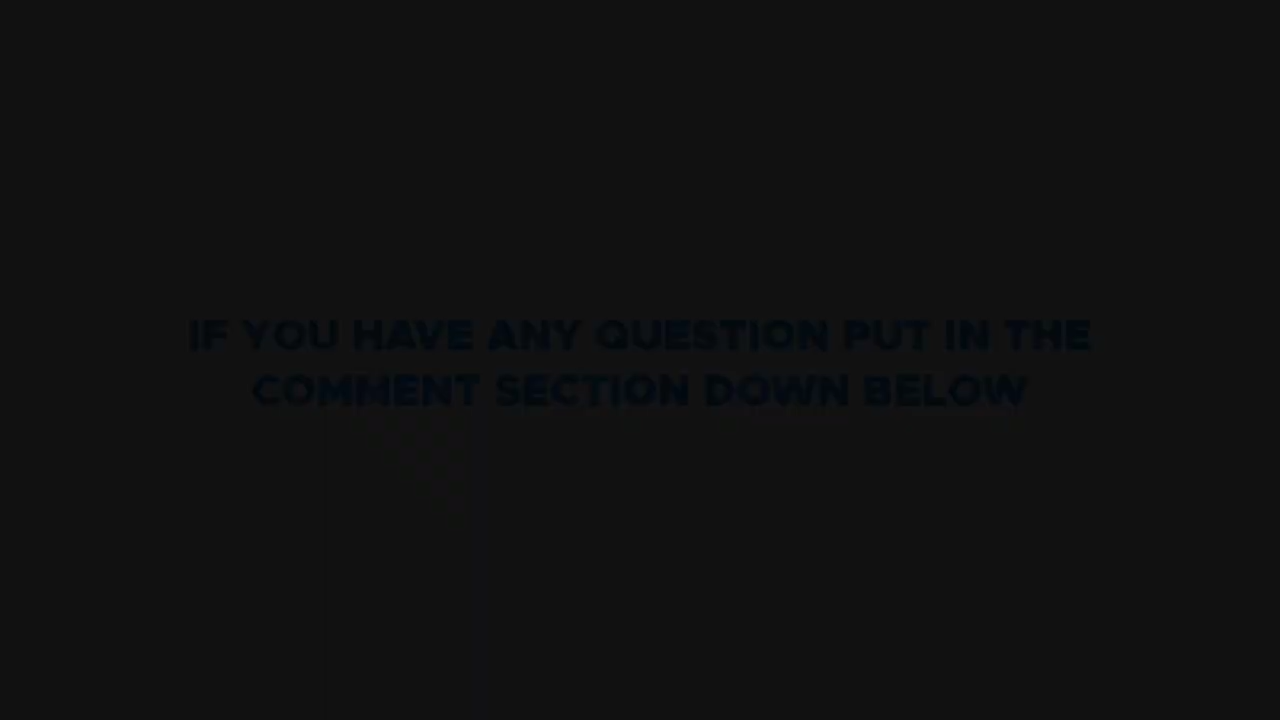 IF YOU HAVE ANY QUESTION PUT IN THE
COMMENT SECTION DOWN BELOW